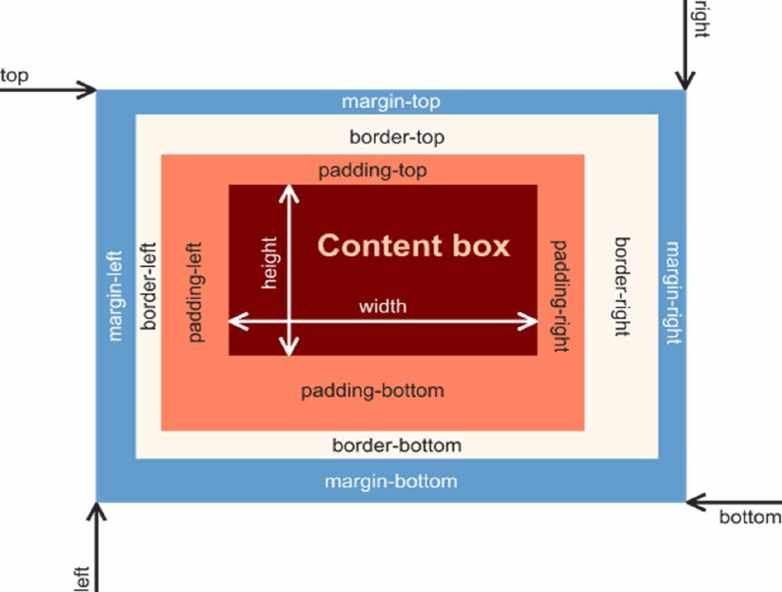 right
top
margin-top
border-top
padding-top
margin-left
border-left
padding-left
height
Content box
width
padding-right
border-right
margin-right
padding-bottom
border-bottom
margin-bottom
bottom
left